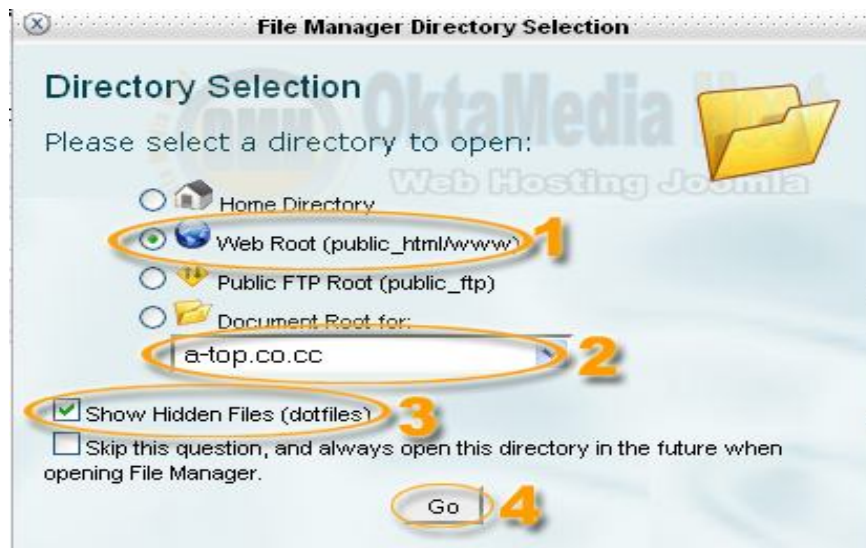 File Manager Directory Selection
OktaMedia Host
Directory Selection
Please select a directory to open:
Web Hosting Joomla
Home Directory
Web Root (public_html/www) 1
Public FTP Root (public_ftp)
Document Root for:
a-top.co.cc 2
Show Hidden Files (dotfiles) 3
Skip this question, and always open this directory in the future when
opening File Manager.
Go 4